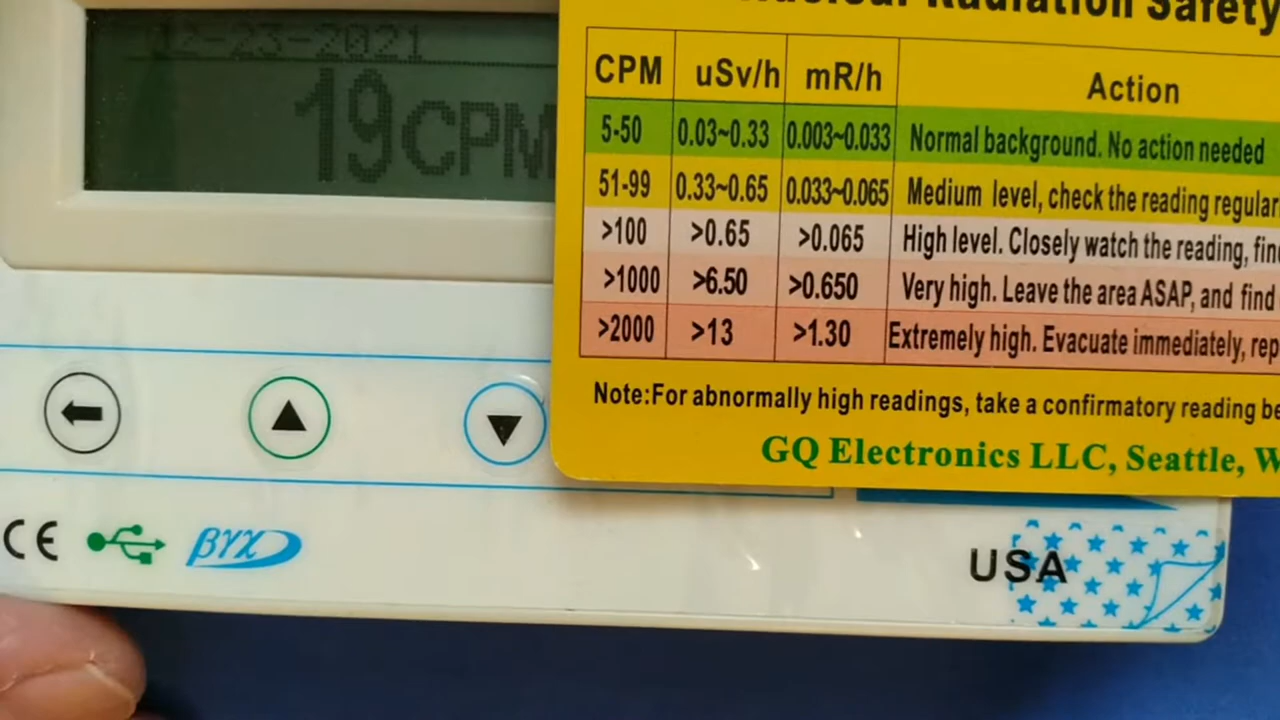 12-23-2021
19 CPM
Radiation Safety
CPM uSv/h mR/h Action
5-50 0.03~0.33 0.003~0.033 Normal background. No action needed
51-99 0.33~0.65 0.033~0.065 Medium level, check the reading regular
>100 >0.65 >0.065 High level. Closely watch the reading, fin
>1000 >6.50 >0.650 Very high. Leave the area ASAP, and find
>2000 >13 >1.30 Extremely high. Evacuate immediately, rep
Note:For abnormally high readings, take a confirmatory reading be
GQ Electronics LLC, Seattle, W
CE βγχ
USA